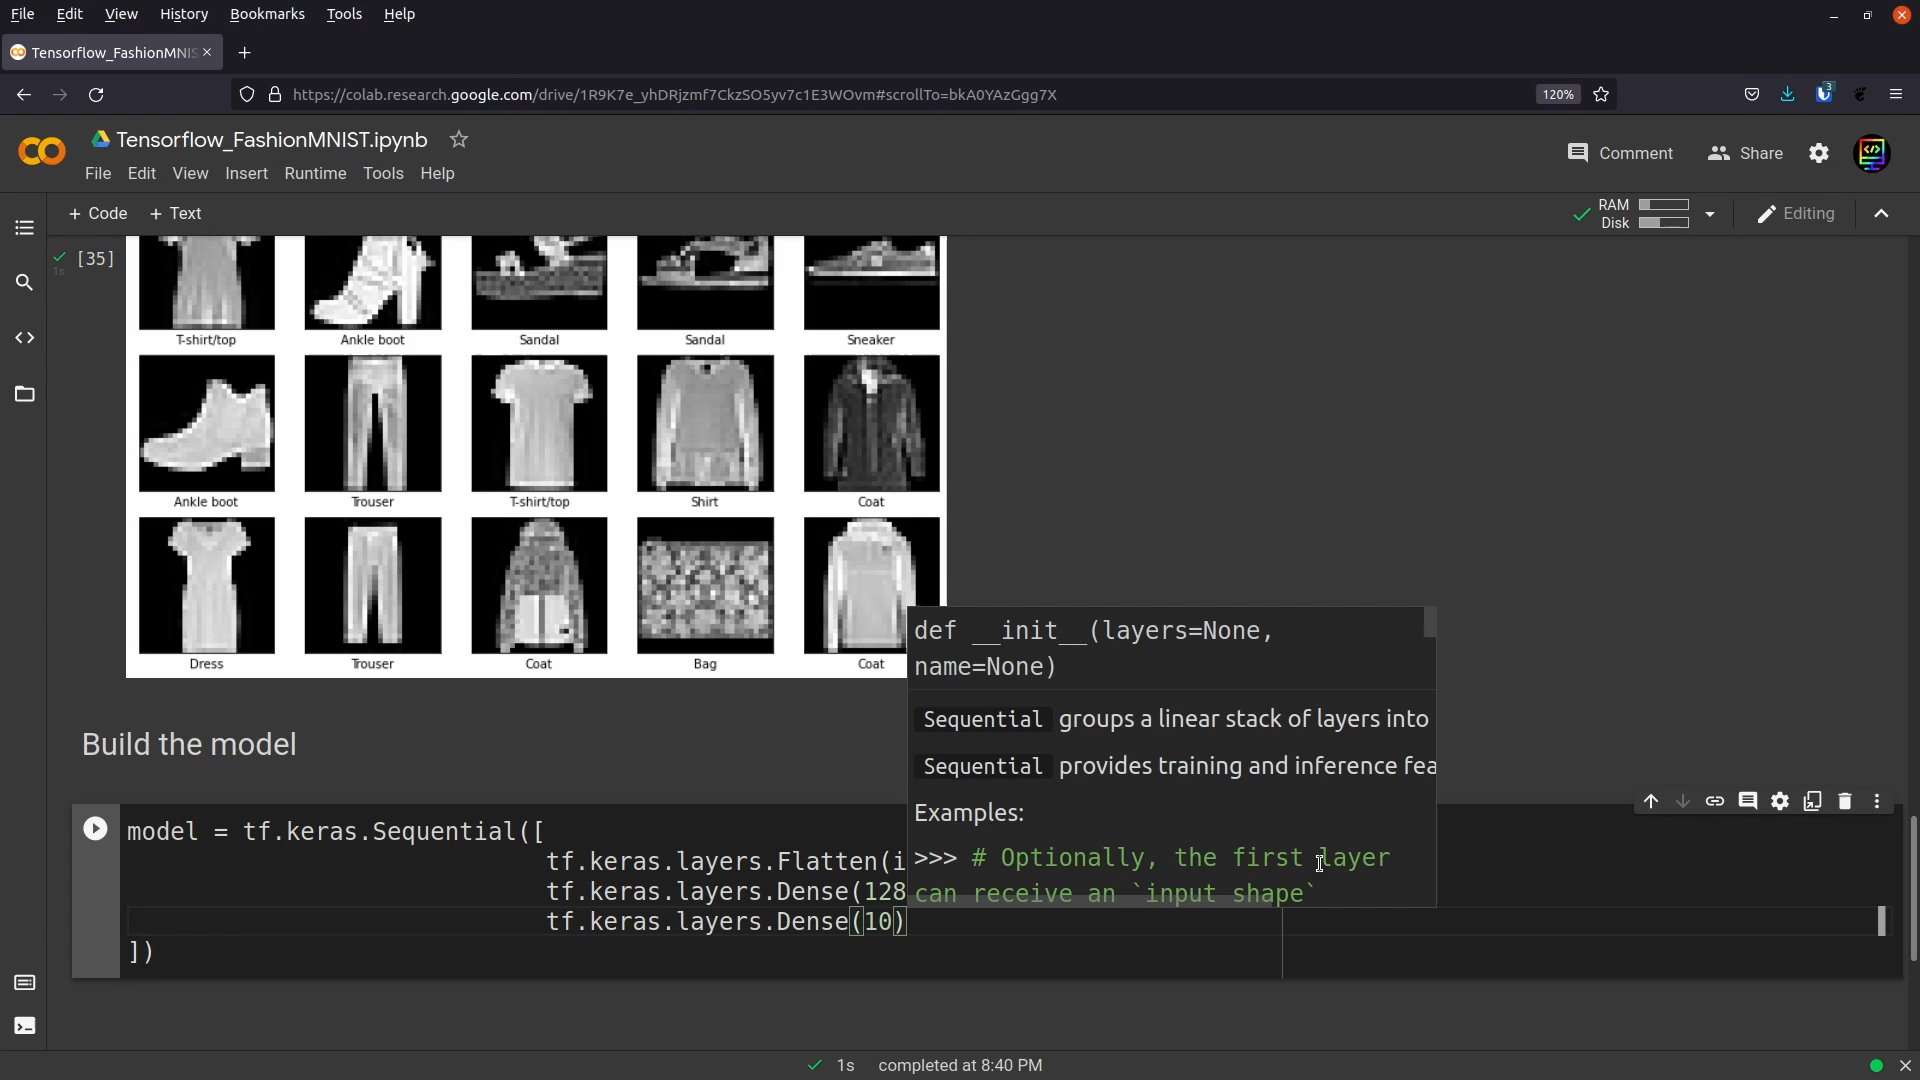 File Edit View History Bookmarks Tools Help
Tensorflow_FashionMNIS
https://colab.research.google.com/drive/1R9K7e_yhDRjzmf7CkzSO5yv7c1E3WOvm#scrollTo=bkA0YAzGgg7X
120%
3
Tensorflow_FashionMNIST.ipynb
Comment Share
File Edit View Insert Runtime Tools Help
+ Code + Text
RAM
Disk
Editing
[35]
1s
T-shirt/top Ankle boot Sandal Sandal Sneaker
Ankle boot Trouser T-shirt/top Shirt Coat
Dress Trouser Coat Bag Coat
def __init__(layers=None,
name=None)
Sequential groups a linear stack of layers into
Sequential provides training and inference fea
Examples:
>>> # Optionally, the first layer
can receive an `input shape`
Build the model
model = tf.keras.Sequential([
tf.keras.layers.Flatten(i
tf.keras.layers.Dense(128
tf.keras.layers.Dense(10)
])
1s completed at 8:40 PM